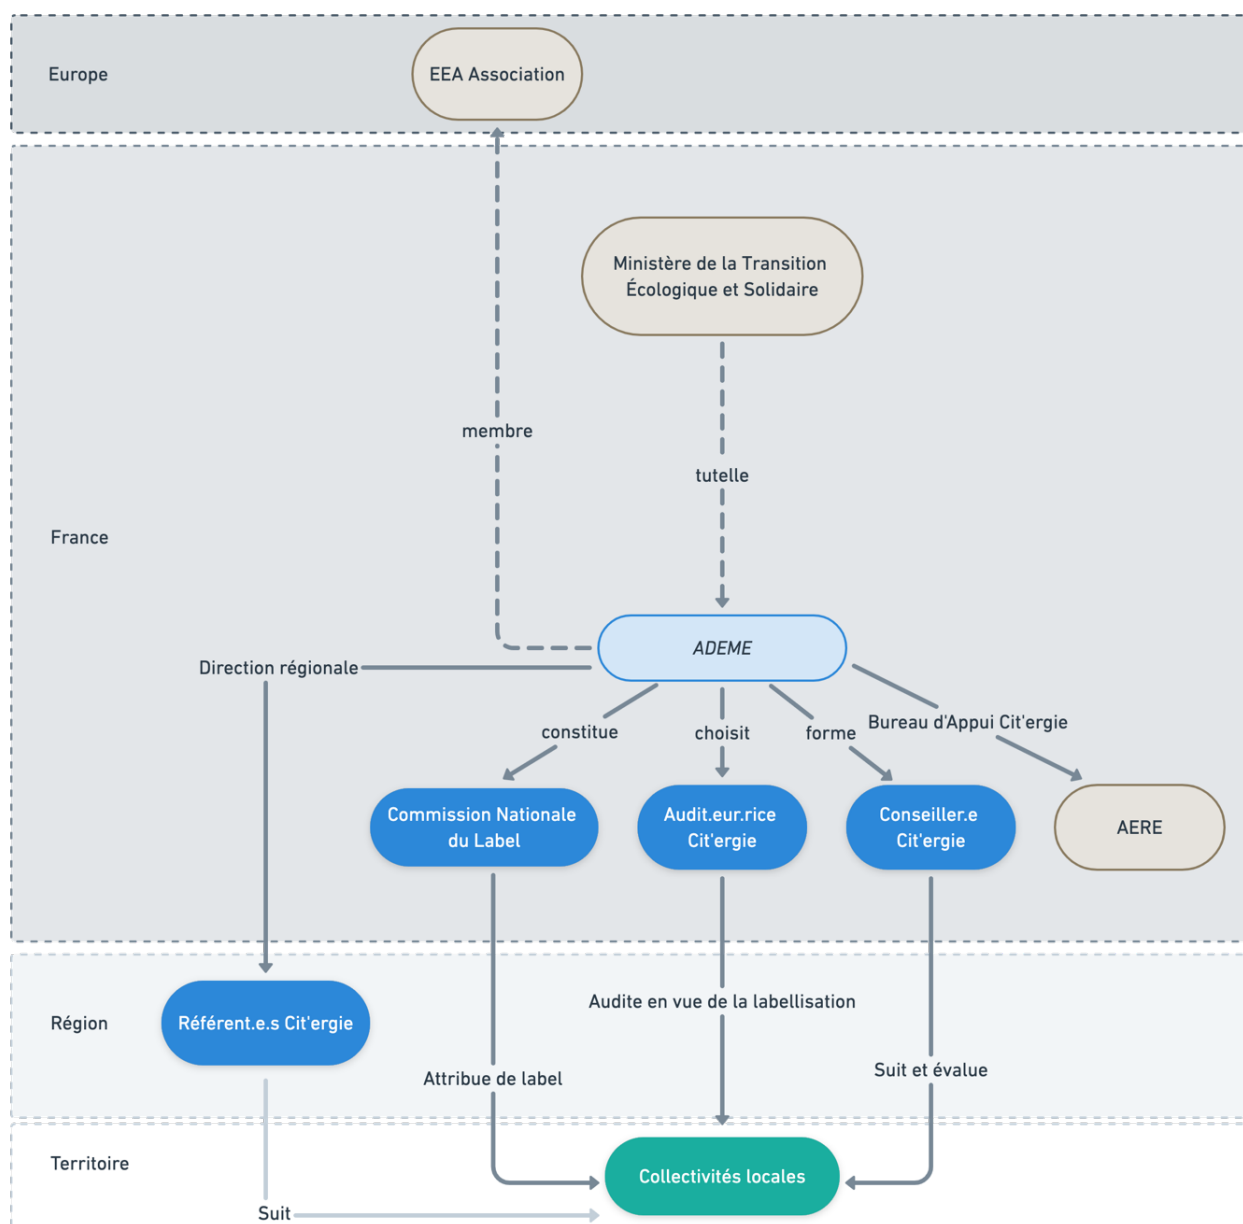 Europe
EEA Association
Ministère de la Transition
Écologique et Solidaire
membre
tutelle
France
ADEME
Direction régionale
constitue
choisit
forme
Bureau d'Appui Cit'ergie
Commission Nationale
du Label
Audit.eur.rice
Cit'ergie
Conseiller.e
Cit'ergie
AERE
Région
Référent.e.s Cit'ergie
Audite en vue de la labellisation
Attribue de label
Suit et évalue
Territoire
Collectivités locales
Suit